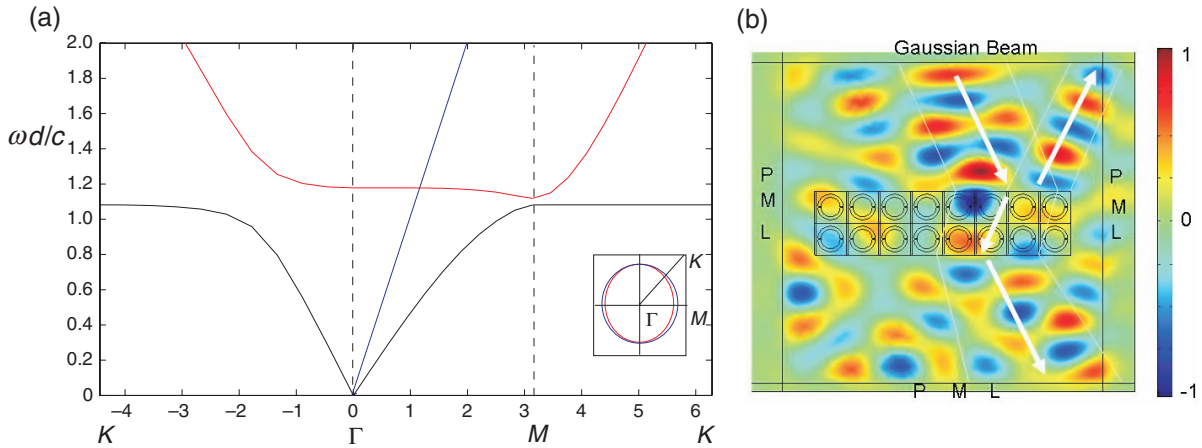 (a)
2.0
1.8
1.6
1.4
1.2
1.0
0.8
0.6
0.4
0.2
0
ωd/c
−4 −3 −2 −1 0 1 2 3 4 5 6
K Γ M K
K
Γ
M
(b)
Gaussian Beam
P
M
L
P
M
L
P M L
1
0
-1